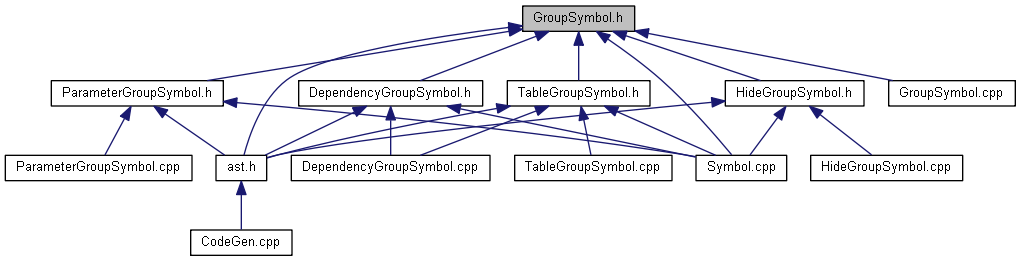 GroupSymbol.h
ParameterGroupSymbol.h
DependencyGroupSymbol.h
TableGroupSymbol.h
HideGroupSymbol.h
GroupSymbol.cpp
ParameterGroupSymbol.cpp
ast.h
DependencyGroupSymbol.cpp
TableGroupSymbol.cpp
Symbol.cpp
HideGroupSymbol.cpp
CodeGen.cpp